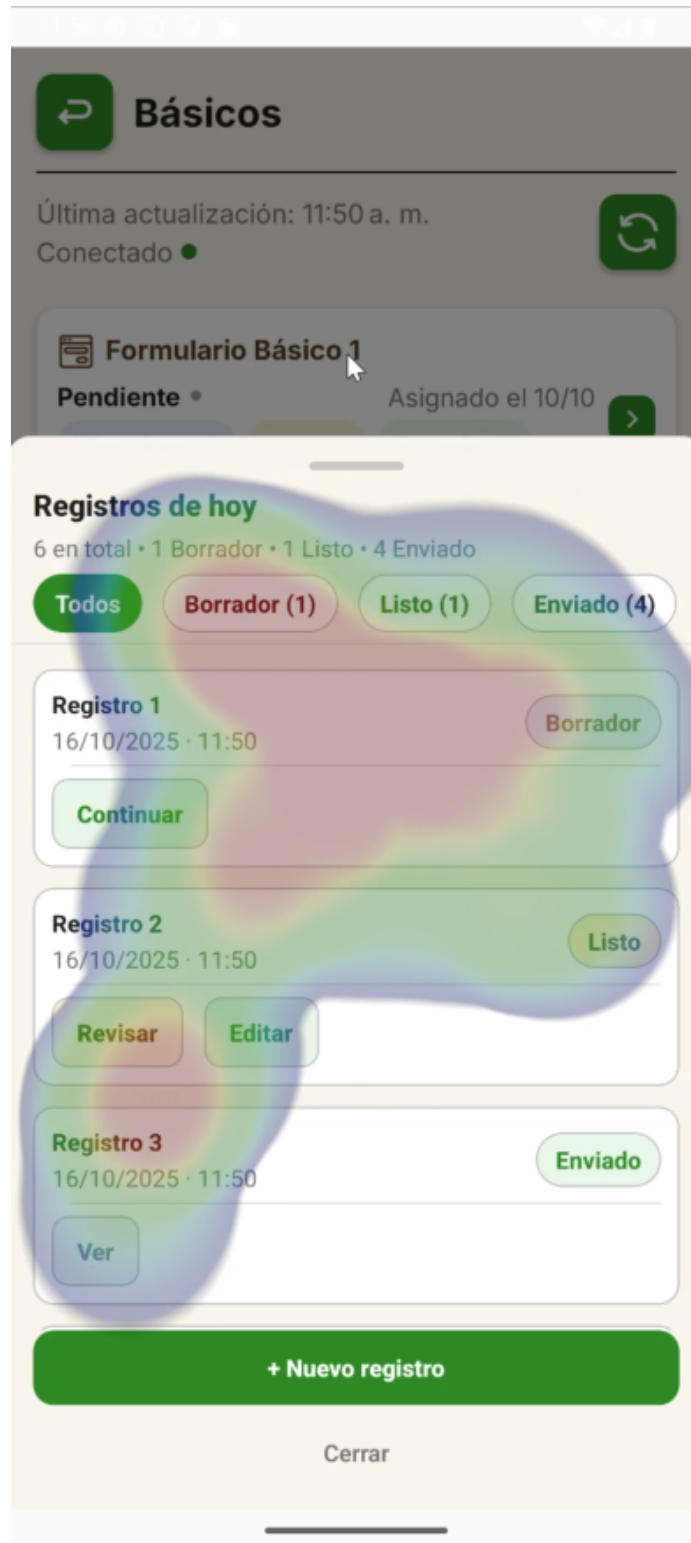 Básicos
Última actualización: 11:50 a. m.
Conectado
Formulario Básico 1
Pendiente
Asignado el 10/10
Registros de hoy
6 en total • 1 Borrador • 1 Listo • 4 Enviado
Todos Borrador (1) Listo (1) Enviado (4)
Registro 1
Borrador
16/10/2025 · 11:50
Continuar
Registro 2
Listo
16/10/2025 · 11:50
Revisar Editar
Registro 3
Enviado
16/10/2025 · 11:50
Ver
+ Nuevo registro
Cerrar